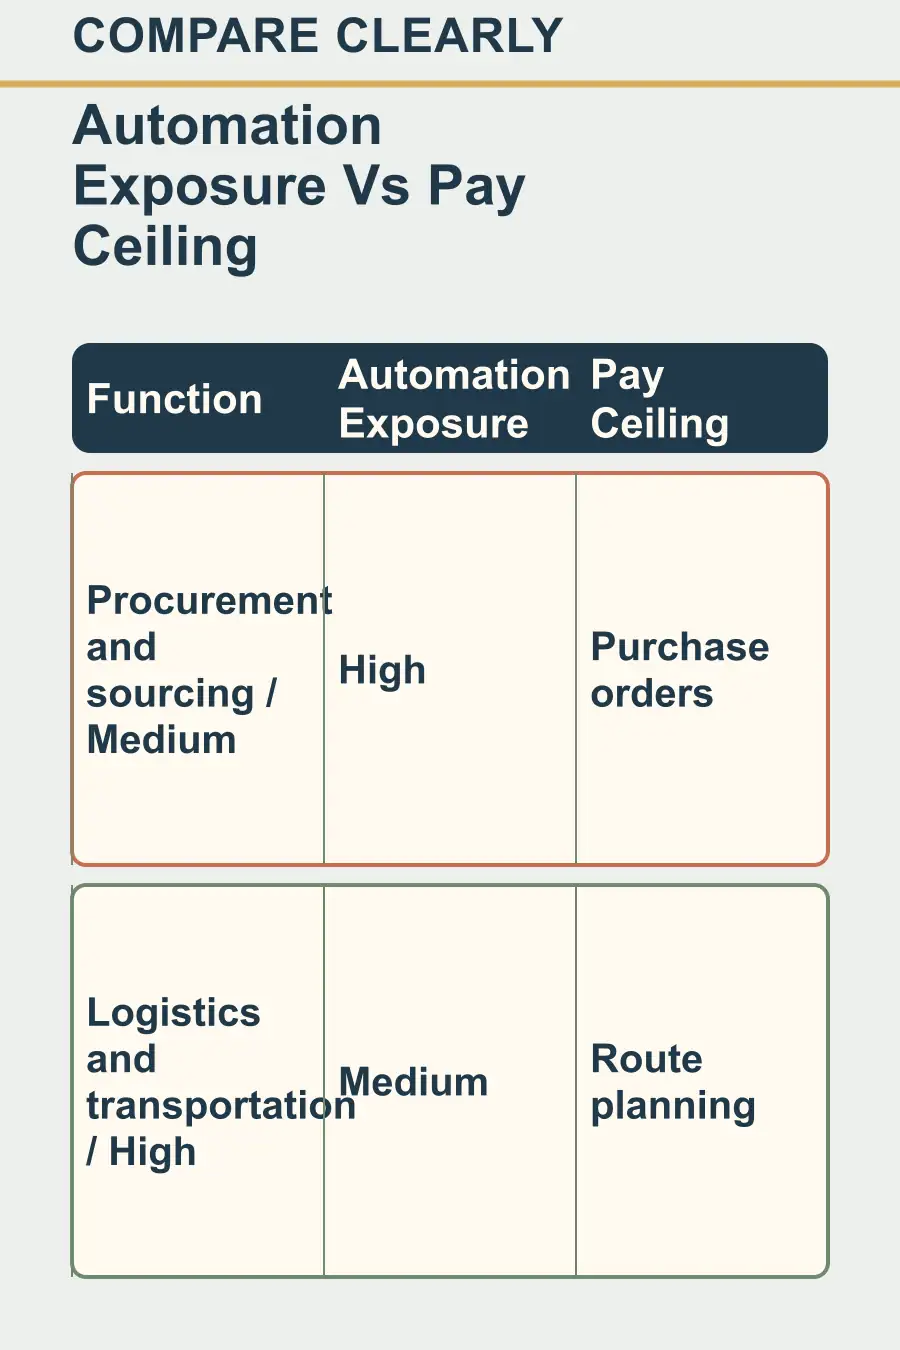 COMPARE CLEARLY
Automation
Exposure Vs Pay
Ceiling
Function
Automation
Exposure
Pay
Ceiling
Procurement
and
sourcing /
Medium
High
Purchase
orders
Logistics
and
transportation
/ High
Medium
Route
planning